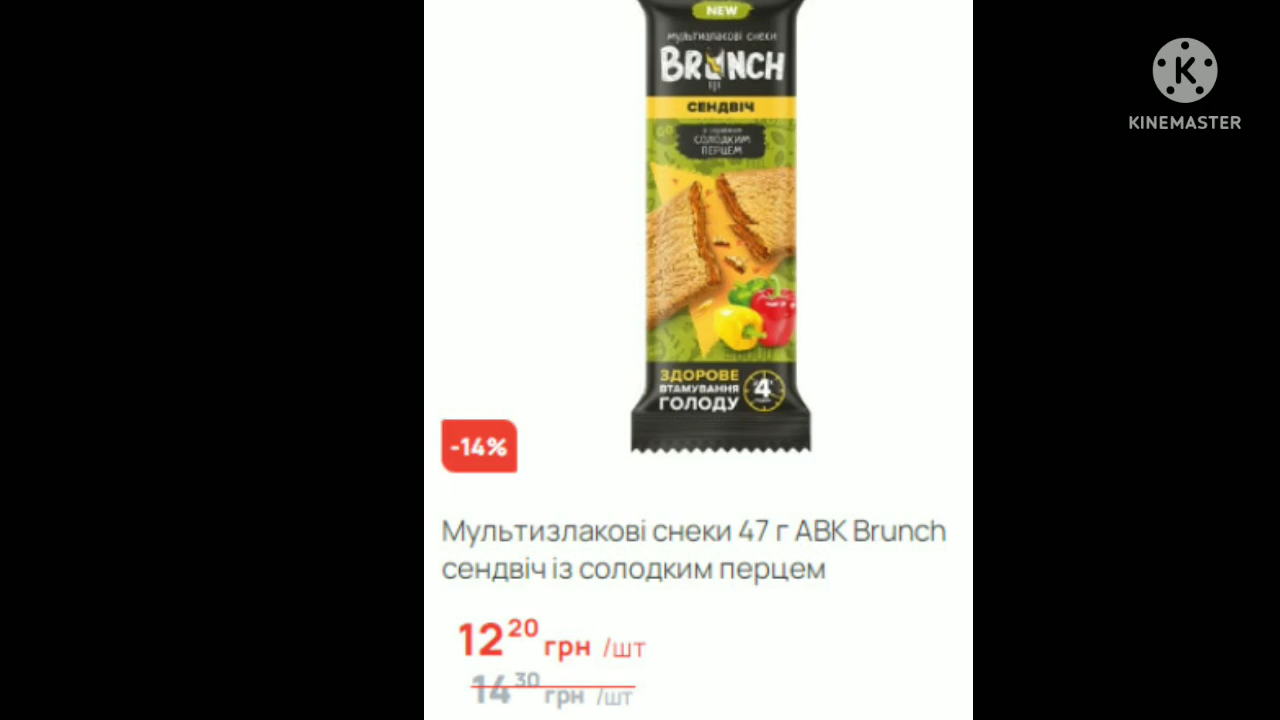 NEW
мультизлакові снеки
BRUNCH
СЕНДВІЧ
СОЛОДКИМ
ПЕРЦЕМ
ЗДОРОВЕ
ВТАМУВАННЯ
ГОЛОДУ
4
KINEMASTER
-14%
Мультизлакові снеки 47 г АВК Brunch
сендвіч із солодким перцем
12 20 грн /шт
14 30 грн /шт